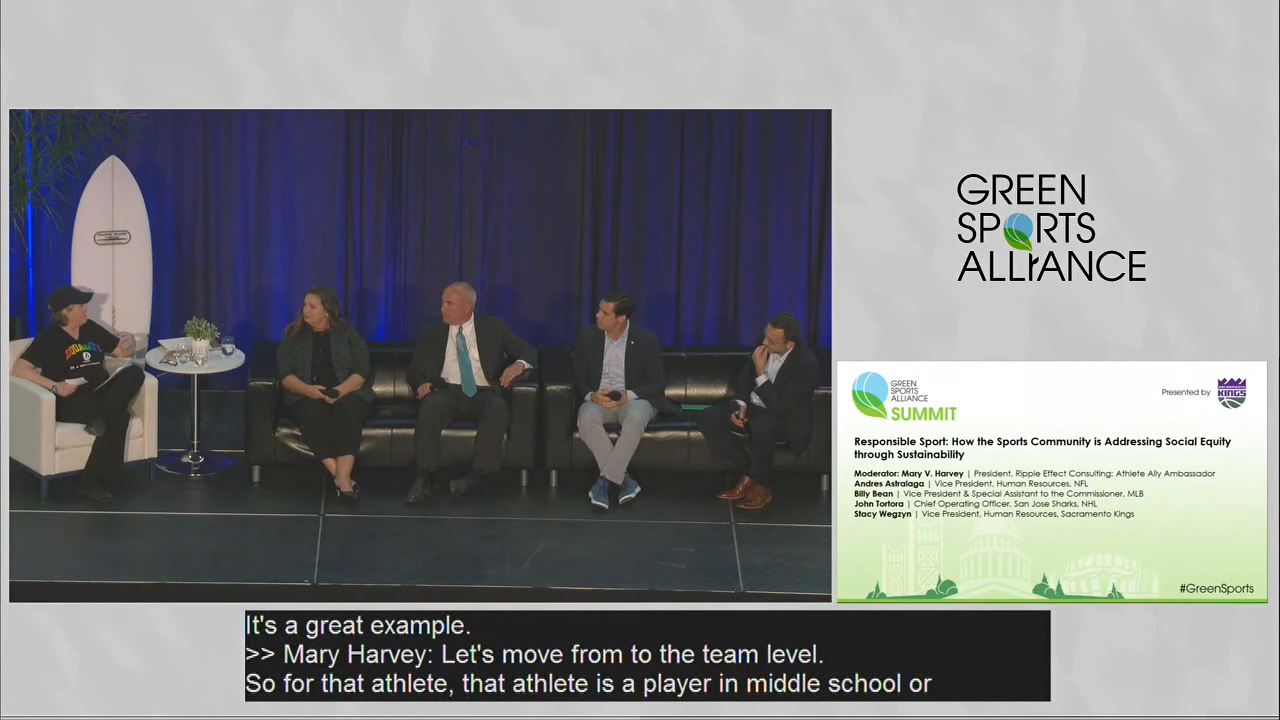 GREEN
SPORTS
ALLIANCE
GREEN
SPORTS
ALLIANCE
SUMMIT
Presented by
SACRAMENTO
KINGS
Responsible Sport: How the Sports Community is Addressing Social Equity
through Sustainability
Moderator: Mary V. Harvey | President, Ripple Effect Consulting; Athlete Ally Ambassador
Andres Astralaga | Vice President, Human Resources, NFL
Billy Bean | Vice President & Special Assistant to the Commissioner, MLB
John Tortora | Chief Operating Officer, San Jose Sharks, NHL
Stacy Wegzyn | Vice President, Human Resources, Sacramento Kings
#GreenSports
It's a great example.
>> Mary Harvey: Let's move from to the team level.
So for that athlete, that athlete is a player in middle school or